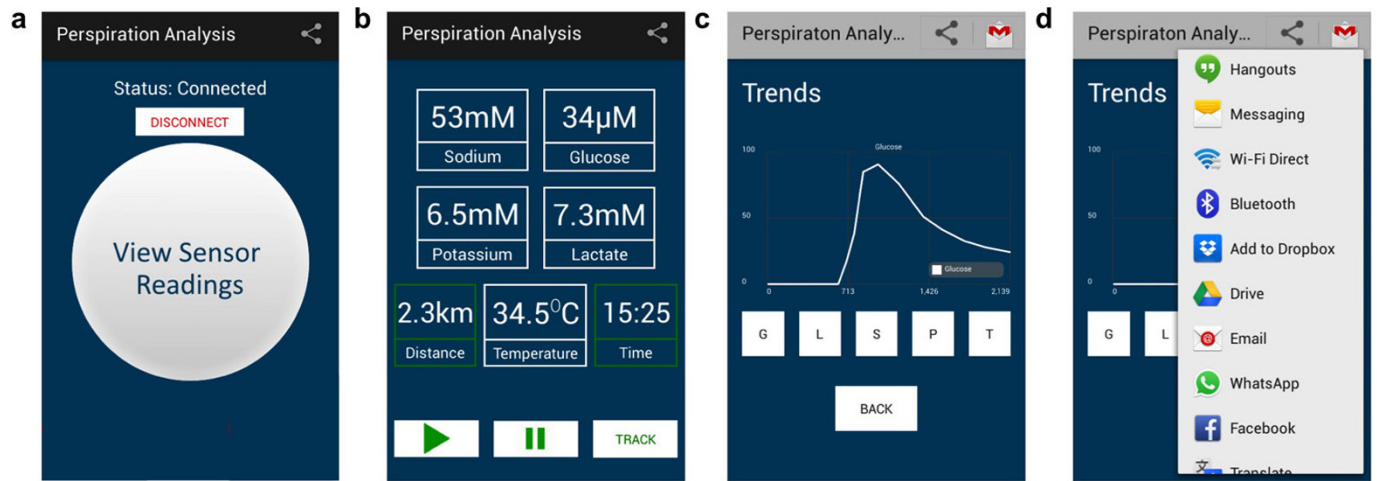 a
Perspiration Analysis
Status: Connected
DISCONNECT
View Sensor
Readings
b
Perspiration Analysis
53mM
34µM
Sodium
Glucose
6.5mM
7.3mM
Potassium
Lactate
2.3km
34.5⁰C
15:25
Distance
Temperature
Time
TRACK
c
Perspiraton Analy...
Trends
Glucose
100
50
0
Glucose
0
713
1,426
2,139
G
L
S
P
T
BACK
d
Perspiraton Analy...
Trends
100
50
0
0
G
L
Hangouts
Messaging
Wi-Fi Direct
Bluetooth
Add to Dropbox
Drive
Email
WhatsApp
Facebook
Translate